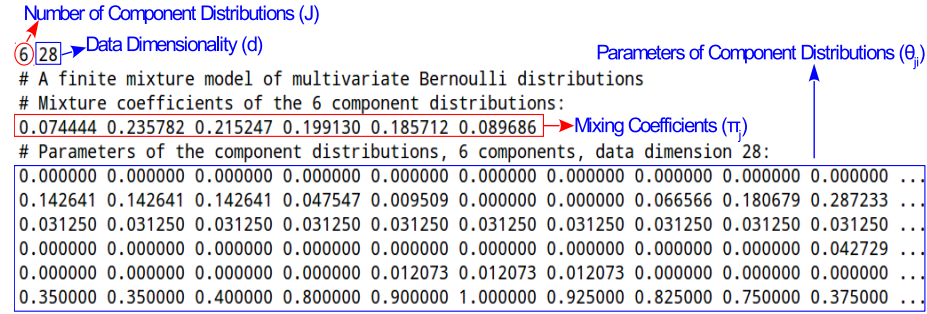 Number of Component Distributions (J)
6 28 Data Dimensionality (d)
Parameters of Component Distributions (θji)
# A finite mixture model of multivariate Bernoulli distributions
# Mixture coefficients of the 6 component distributions:
0.074444 0.235782 0.215247 0.199130 0.185712 0.089686 Mixing Coefficients (πj)
# Parameters of the component distributions, 6 components, data dimension 28:
0.000000 0.000000 0.000000 0.000000 0.000000 0.000000 0.000000 0.000000 0.000000 0.000000 ...
0.142641 0.142641 0.142641 0.047547 0.009509 0.000000 0.000000 0.066566 0.180679 0.287233 ...
0.031250 0.031250 0.031250 0.031250 0.031250 0.031250 0.031250 0.031250 0.031250 0.031250 ...
0.000000 0.000000 0.000000 0.000000 0.000000 0.000000 0.000000 0.000000 0.000000 0.042729 ...
0.000000 0.000000 0.000000 0.000000 0.012073 0.012073 0.012073 0.000000 0.000000 0.000000 ...
0.350000 0.350000 0.400000 0.800000 0.900000 1.000000 0.925000 0.825000 0.750000 0.375000 ...